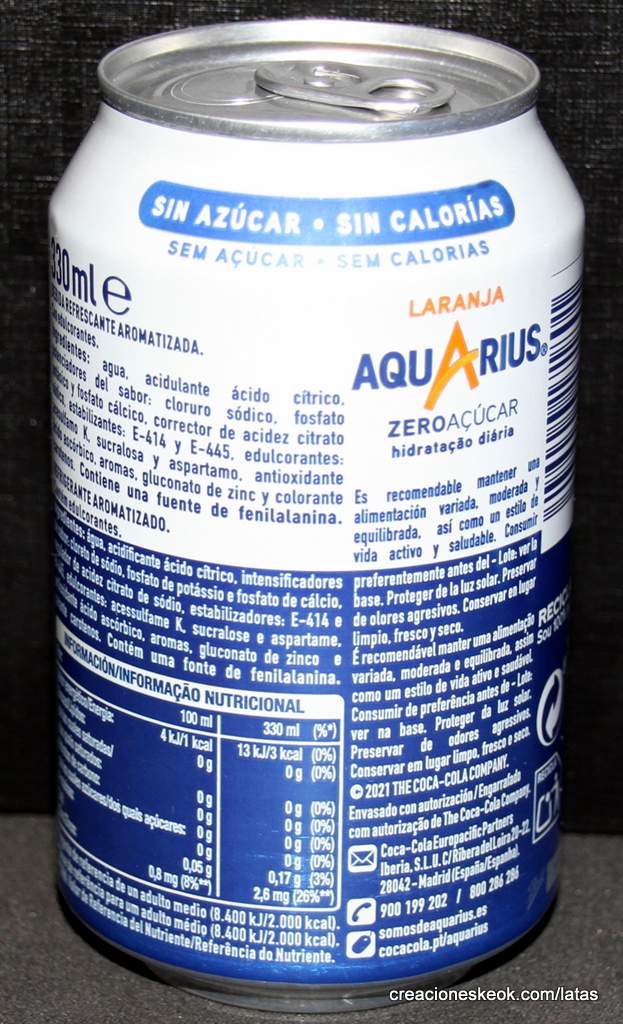 SIN AZÚCAR • SIN CALORÍAS
SEM AÇÚCAR • SEM CALORIAS
330ml e
REFRESCANTE AROMATIZADA.
edulcorantes.
agua, acidulante ácido cítrico,
del sabor: cloruro sódico, fosfato
y fosfato cálcico, corrector de acidez citrato
estabilizantes: E-414 y E-445, edulcorantes:
K, sucralosa y aspartamo, antioxidante
ascórbico, aromas, gluconato de zinc y colorante
Contiene una fuente de fenilalanina.
AROMATIZADO.
edulcorantes.
água, acidificante ácido cítrico, intensificadores
cloreto de sódio, fosfato de potássio e fosfato de cálcio,
de acidez citrato de sódio, estabilizadores: E-414 e
edulcorantes: acessulfame K, sucralose e aspartame,
ácido ascórbico, aromas, gluconato de zinco e
Contém uma fonte de fenilalanina.
INFORMACIÓN/INFORMAÇÃO NUTRICIONAL
100 ml 330 ml (%*)
4 kJ/1 kcal 13 kJ/3 kcal (0%)
0 g 0 g (0%)
0 g 0 g (0%)
0 g 0 g (0%)
açúcares: 0 g 0 g (0%)
0 g 0 g (0%)
0,05 g 0,17 g (3%)
0,8 mg (8%**) 2,6 mg (26%**)
referencia de un adulto medio (8.400 kJ/2.000 kcal).
para um adulto médio (8.400 kJ/2.000 kcal).
de Referencia del Nutriente/Referência do Nutriente.
LARANJA
AQUARIUS®
ZEROAÇÚCAR
hidratação diária
Es recomendable mantener una
alimentación variada, moderada y
equilibrada, así como un estilo de
vida activo y saludable. Consumir
preferentemente antes del - Lote: ver la
base. Proteger de la luz solar. Preservar
de olores agresivos. Conservar en lugar
limpio, fresco y seco.
É recomendável manter uma alimentação
variada, moderada e equilibrada, assim
como um estilo de vida ativo e saudável.
Consumir de preferência antes de - Lote:
ver na base. Proteger da luz solar.
Preservar de odores agressivos.
Conservar em lugar limpo, fresco e seco.
© 2021 THE COCA-COLA COMPANY.
Envasado con autorización/Engarrafado
com autorização de The Coca-Cola Company.
Coca-Cola Europacific Partners
Iberia, S.L.U. C/Ribera del Loira 20-22.
28042 - Madrid (España/Espanha).
900 199 202 / 800 286 286
somosdeaquarius.es
cocacola.pt/aquarius
creacioneskeok.com/latas